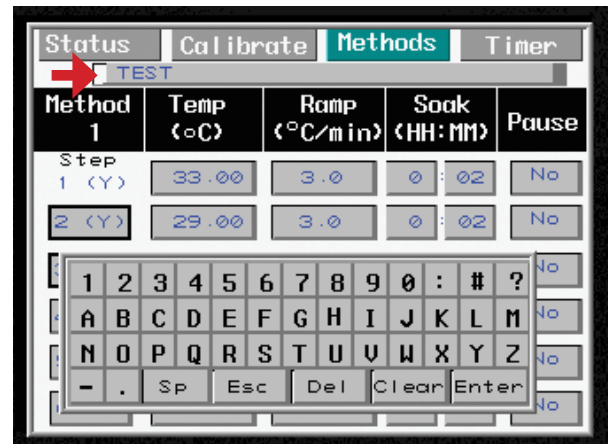 Status Calibrate Methods Timer
TEST
Method 1 Temp (°C) Ramp (°C/min) Soak (HH:MM) Pause
Step
1 (Y) 33.00 3.0 0 : 02 No
2 (Y) 29.00 3.0 0 : 02 No
No
1 2 3 4 5 6 7 8 9 0 : # ?
A B C D E F G H I J K L M No
N O P Q R S T U V W X Y Z No
- . Sp Esc Del Clear Enter
No